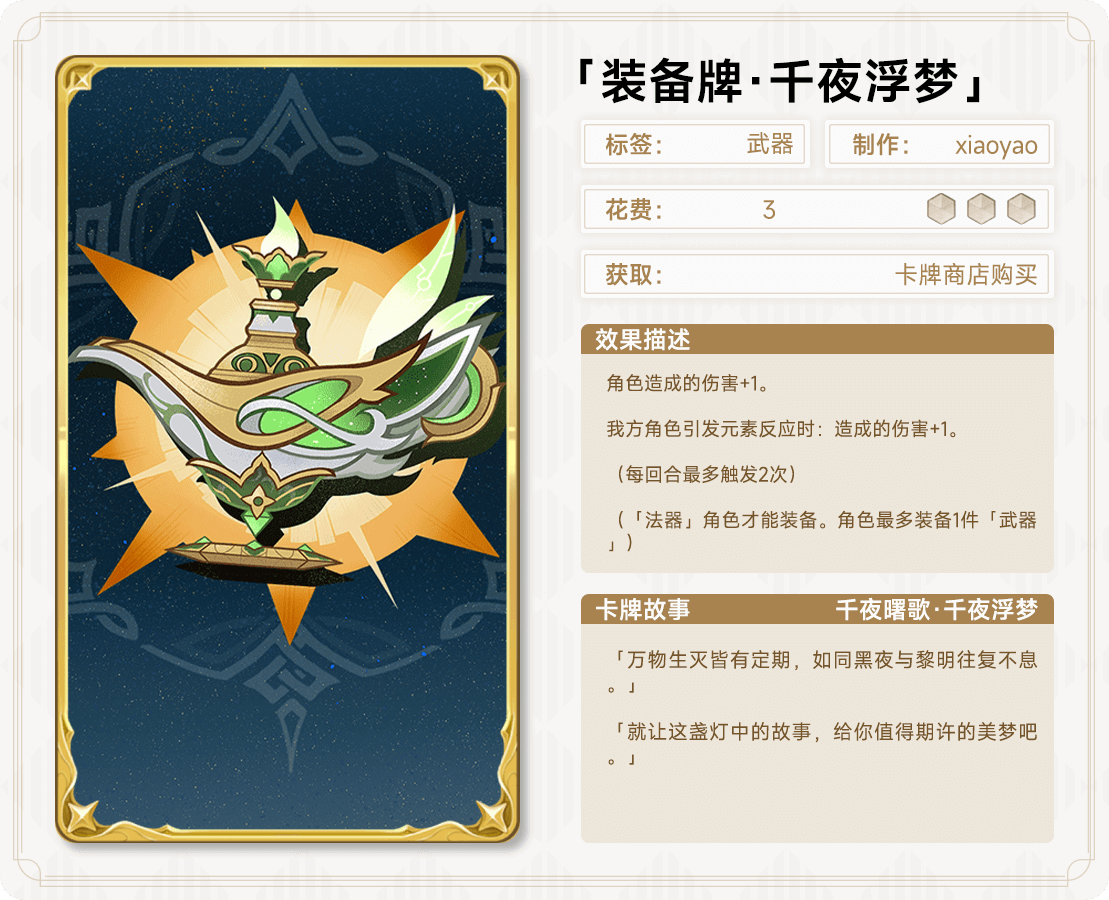 「装备牌·千夜浮梦」
标签： 武器
制作： xiaoyao
花费： 3
获取： 卡牌商店购买
效果描述
角色造成的伤害+1。
我方角色引发元素反应时：造成的伤害+1。
（每回合最多触发2次）
（「法器」角色才能装备。角色最多装备1件「武器
」）
卡牌故事 千夜曙歌·千夜浮梦
「万物生灭皆有定期，如同黑夜与黎明往复不息
。」
「就让这盏灯中的故事，给你值得期许的美梦吧
。」